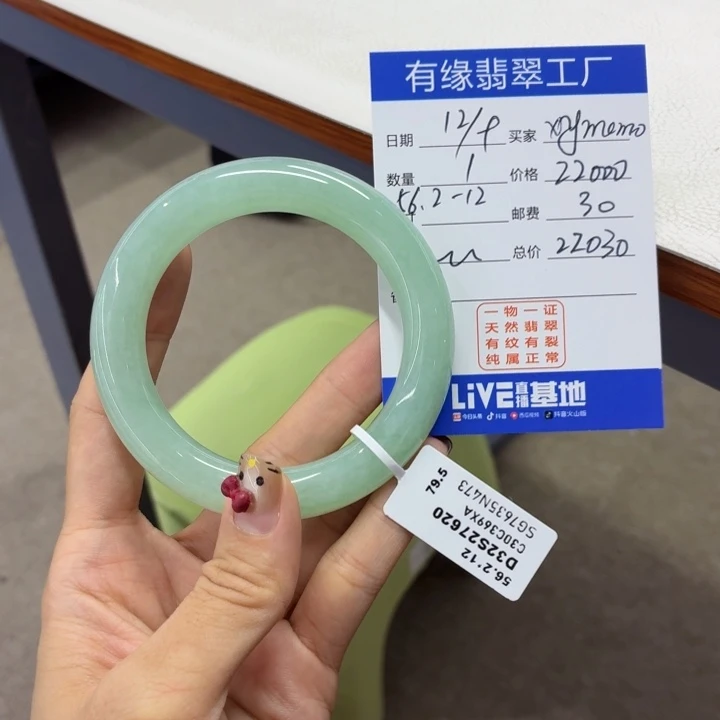 有缘翡翠工厂
日期 12/9 买家 xyymemo
数量 1 价格 22000
56.2-12 邮费 30
总价 22030
一物一证
天然翡翠
有纹有裂
纯属正常
LiVE直播基地
今日头条 抖音 西瓜视频 抖音火山版
56.2*12
D32S27620
C30C369XA
SG7635N473
79.5